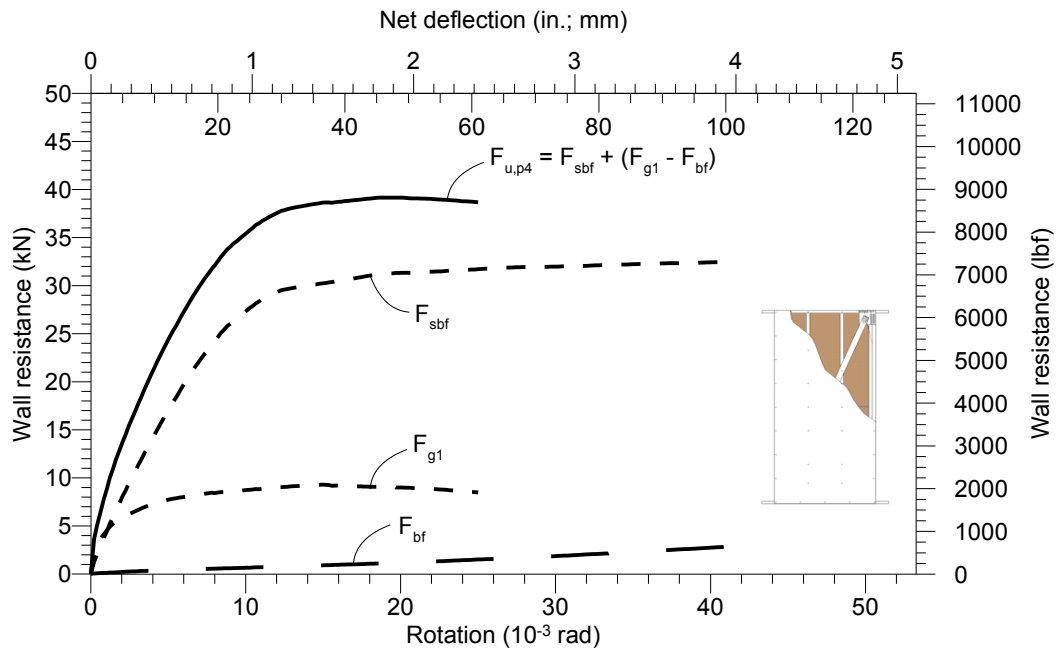 Net deflection (in.; mm)
0 1 2 3 4 5
20 40 60 80 100 120
50
45
40
35
30
25
20
15
10
5
0
Wall resistance (kN)
F_u,p4 = F_sbf + (F_g1 - F_bf)
F_sbf
F_g1
F_bf
11000
10000
9000
8000
7000
6000
5000
4000
3000
2000
1000
0
Wall resistance (lbf)
0 10 20 30 40 50
Rotation (10⁻³ rad)